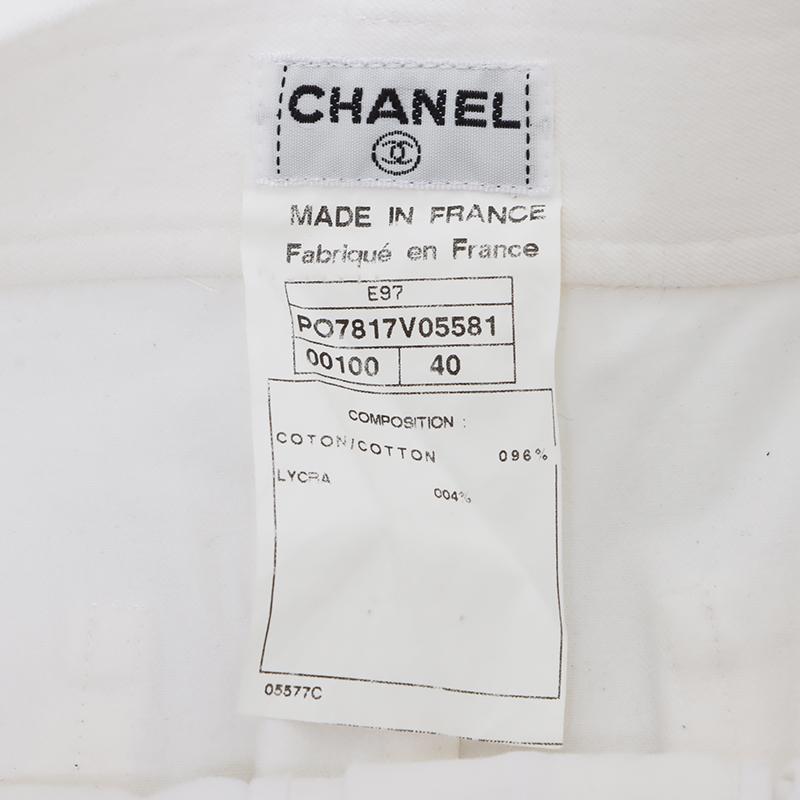 CHANEL
MADE IN FRANCE
Fabriqué en France
E97
PO7817V05581
00100 40
COMPOSITION :
COTON/COTTON 096%
LYCRA 004%
05577C